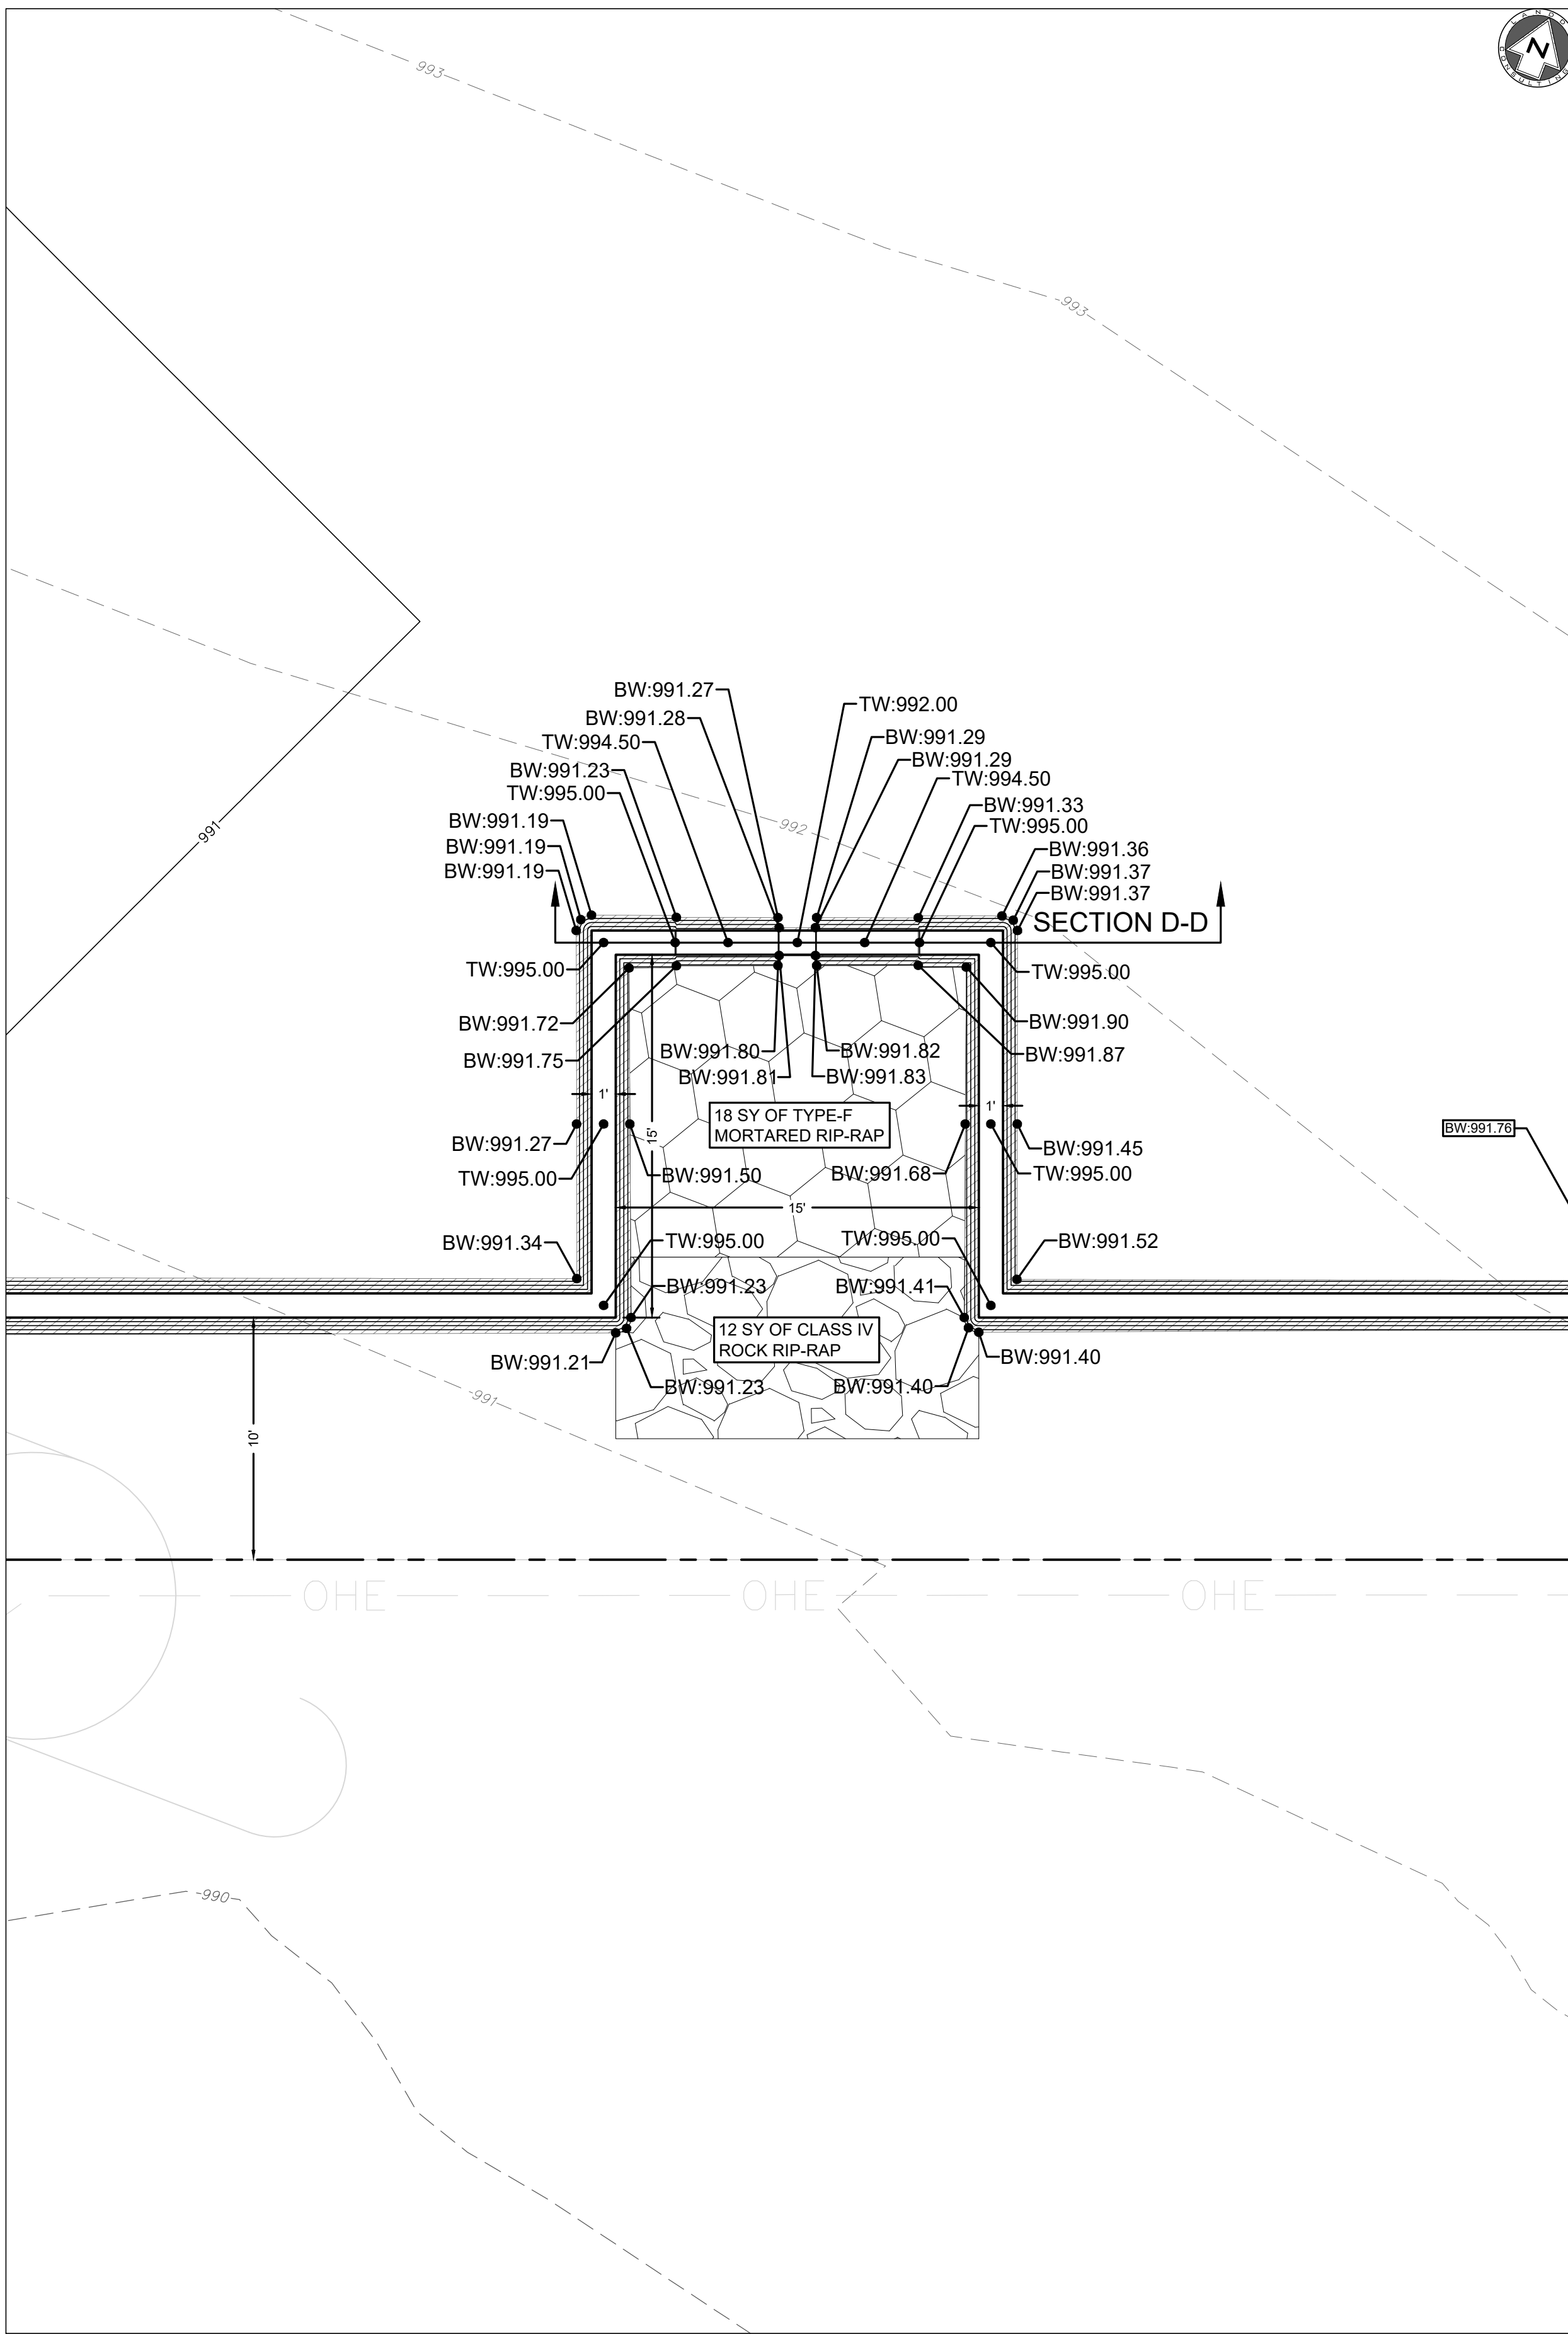 LANDO
CONSULTING
N
993
993
BW:991.27
TW:992.00
BW:991.28
BW:991.29
TW:994.50
BW:991.29
BW:991.23
TW:994.50
TW:995.00
BW:991.33
BW:991.19
992
TW:995.00
991
BW:991.19
BW:991.36
BW:991.19
BW:991.37
BW:991.37
SECTION D-D
TW:995.00
TW:995.00
BW:991.72
BW:991.90
BW:991.80
BW:991.82
BW:991.75
BW:991.87
BW:991.81
BW:991.83
1'
1'
18 SY OF TYPE-F
MORTARED RIP-RAP
15'
BW:991.76
BW:991.27
BW:991.45
TW:995.00
BW:991.50
BW:991.68
TW:995.00
15'
BW:991.34
TW:995.00
TW:995.00
BW:991.52
BW:991.23
BW:991.41
12 SY OF CLASS IV
ROCK RIP-RAP
BW:991.21
BW:991.40
BW:991.23
BW:991.40
991
10'
OHE
OHE
OHE
990